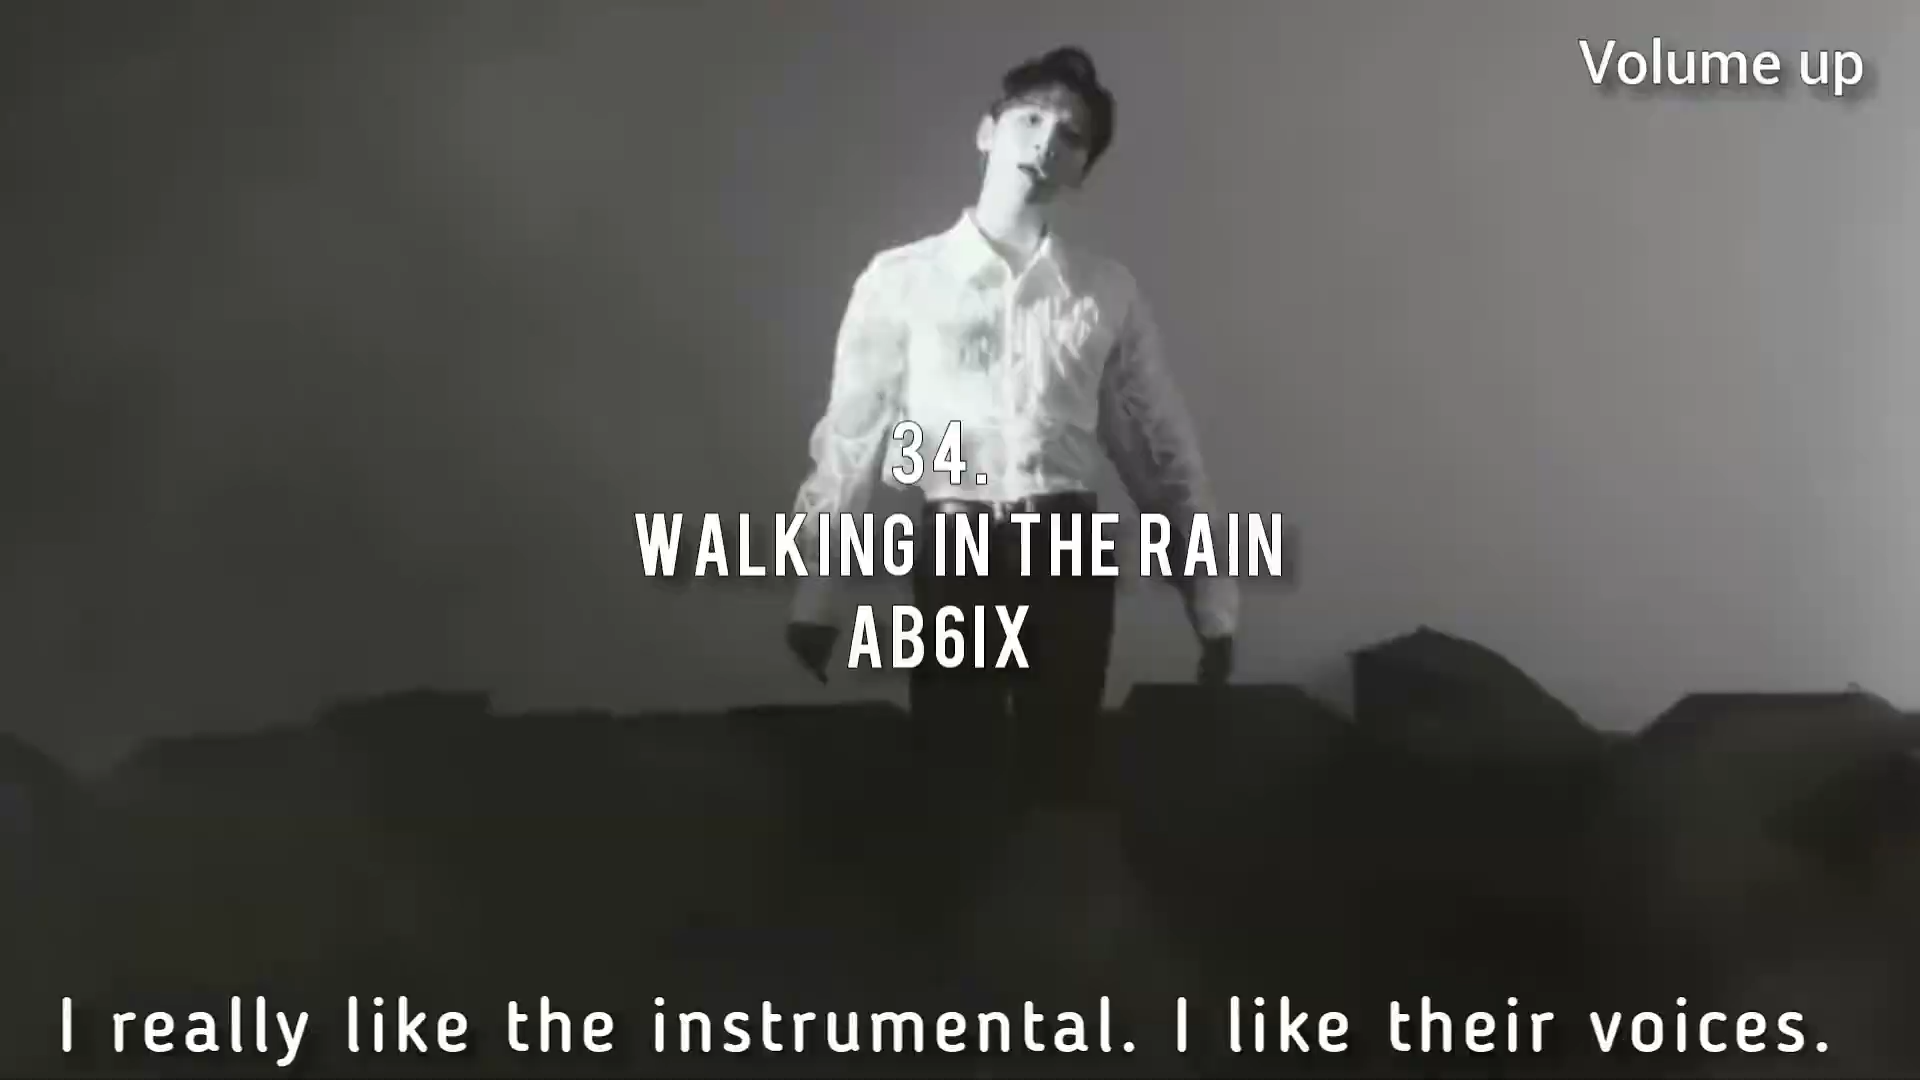 Volume up
34.
WALKING IN THE RAIN
AB6IX
I really like the instrumental. I like their voices.